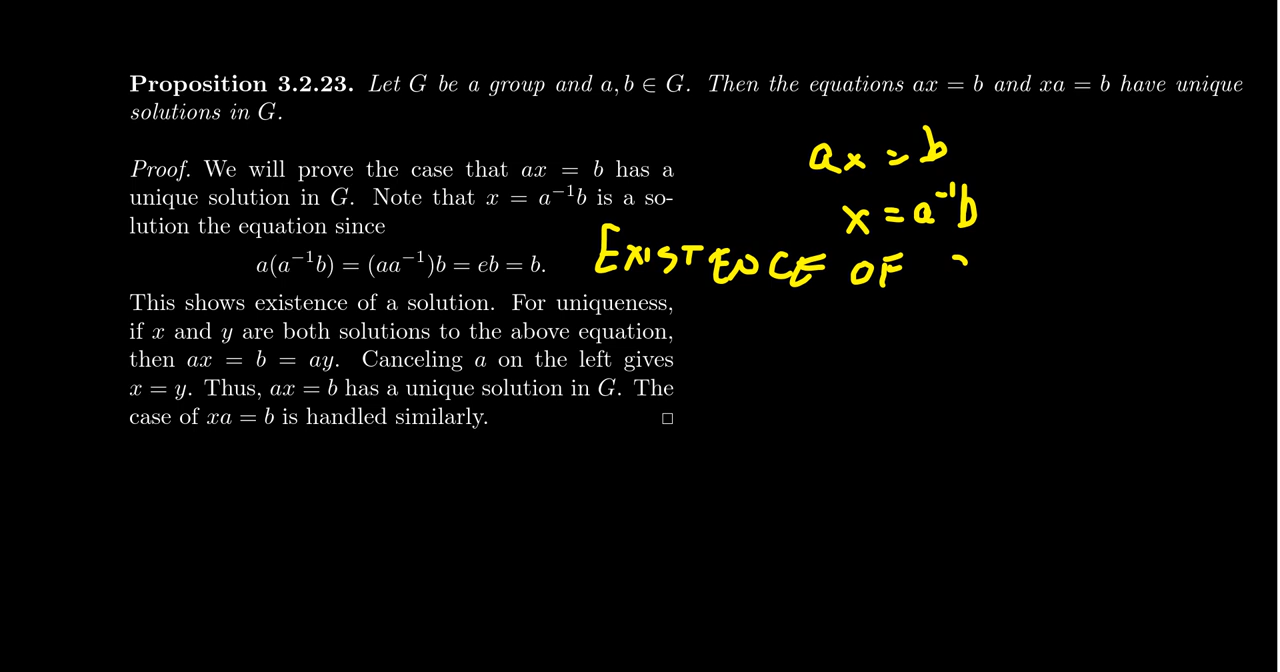 Proposition 3.2.23. Let G be a group and a, b ∈ G. Then the equations ax = b and xa = b have unique
solutions in G.
ax = b
Proof. We will prove the case that ax = b has a
unique solution in G. Note that x = a⁻¹b is a so-
lution the equation since
x = a⁻¹b
a(a⁻¹b) = (aa⁻¹)b = eb = b.
EXISTENCE OF
This shows existence of a solution. For uniqueness,
if x and y are both solutions to the above equation,
then ax = b = ay. Canceling a on the left gives
x = y. Thus, ax = b has a unique solution in G. The
case of xa = b is handled similarly. □